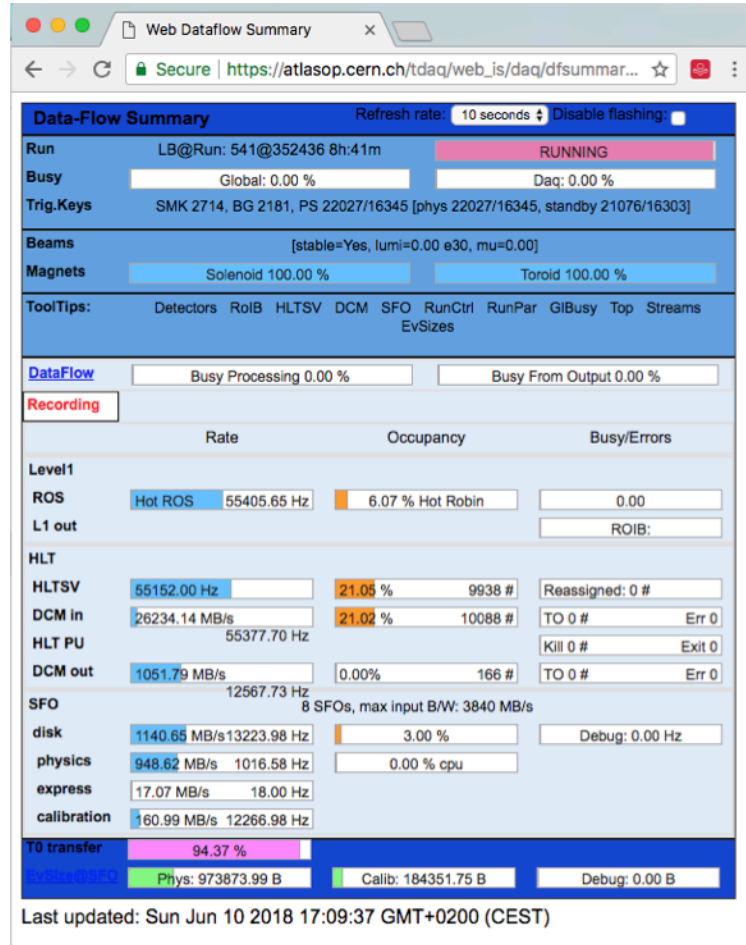 Web Dataflow Summary
Secure | https://atlasop.cern.ch/tdaq/web_is/daq/dfsummar...
Data-Flow Summary Refresh rate: 10 seconds Disable flashing:
Run LB@Run: 541@352436 8h:41m RUNNING
Busy Global: 0.00 % Daq: 0.00 %
Trig.Keys SMK 2714, BG 2181, PS 22027/16345 [phys 22027/16345, standby 21076/16303]
Beams [stable=Yes, lumi=0.00 e30, mu=0.00]
Magnets Solenoid 100.00 % Toroid 100.00 %
ToolTips: Detectors RoIB HLTSV DCM SFO RunCtrl RunPar GlBusy Top Streams
EvSizes
DataFlow Busy Processing 0.00 % Busy From Output 0.00 %
Recording
Rate Occupancy Busy/Errors
Level1
ROS Hot ROS 55405.65 Hz 6.07 % Hot Robin 0.00
L1 out ROIB:
HLT
HLTSV 55152.00 Hz 21.05 % 9938 # Reassigned: 0 #
DCM in 26234.14 MB/s 21.02 % 10088 # TO 0 # Err 0
55377.70 Hz
HLT PU Kill 0 # Exit 0
DCM out 1051.79 MB/s 0.00% 166 # TO 0 # Err 0
12567.73 Hz
SFO 8 SFOs, max input B/W: 3840 MB/s
disk 1140.65 MB/s 13223.98 Hz 3.00 % Debug: 0.00 Hz
physics 948.62 MB/s 1016.58 Hz 0.00 % cpu
express 17.07 MB/s 18.00 Hz
calibration 160.99 MB/s 12266.98 Hz
T0 transfer 94.37 %
EvSize@SFO Phys: 973873.99 B Calib: 184351.75 B Debug: 0.00 B
Last updated: Sun Jun 10 2018 17:09:37 GMT+0200 (CEST)